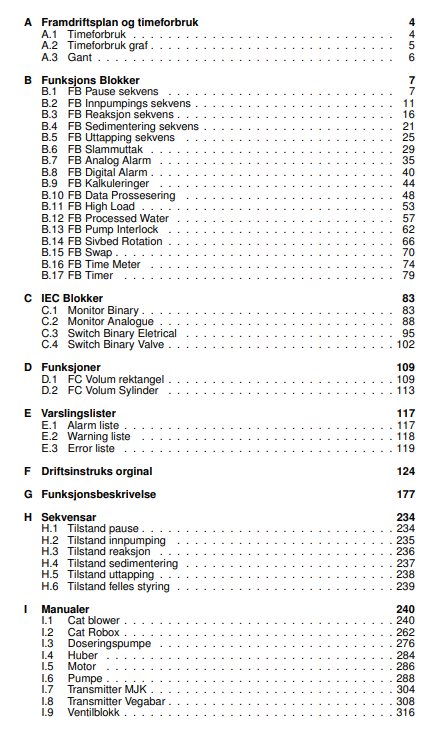 A Framdriftsplan og timeforbruk 4
A.1 Timeforbruk . . . . . . . . . . . . . . . . . . . . . . . . . . . . 4
A.2 Timeforbruk graf . . . . . . . . . . . . . . . . . . . . . . . . . 5
A.3 Gant . . . . . . . . . . . . . . . . . . . . . . . . . . . . . . . 6
B Funksjons Blokker 7
B.1 FB Pause sekvens . . . . . . . . . . . . . . . . . . . . . . . . 7
B.2 FB Innpumpings sekvens . . . . . . . . . . . . . . . . . . . . 11
B.3 FB Reaksjon sekvens . . . . . . . . . . . . . . . . . . . . . . 16
B.4 FB Sedimentering sekvens . . . . . . . . . . . . . . . . . . . 21
B.5 FB Uttapping sekvens . . . . . . . . . . . . . . . . . . . . . . 25
B.6 FB Slammuttak . . . . . . . . . . . . . . . . . . . . . . . . . 29
B.7 FB Analog Alarm . . . . . . . . . . . . . . . . . . . . . . . . . 35
B.8 FB Digital Alarm . . . . . . . . . . . . . . . . . . . . . . . . . 40
B.9 FB Kalkuleringer . . . . . . . . . . . . . . . . . . . . . . . . 44
B.10 FB Data Prossesering . . . . . . . . . . . . . . . . . . . . . 48
B.11 FB High Load . . . . . . . . . . . . . . . . . . . . . . . . . . 53
B.12 FB Processed Water . . . . . . . . . . . . . . . . . . . . . . 57
B.13 FB Pump Interlock . . . . . . . . . . . . . . . . . . . . . . . 62
B.14 FB Sivbed Rotation . . . . . . . . . . . . . . . . . . . . . . . 66
B.15 FB Swap . . . . . . . . . . . . . . . . . . . . . . . . . . . . . 70
B.16 FB Time Meter . . . . . . . . . . . . . . . . . . . . . . . . . 74
B.17 FB Timer . . . . . . . . . . . . . . . . . . . . . . . . . . . . 79
C IEC Blokker 83
C.1 Monitor Binary . . . . . . . . . . . . . . . . . . . . . . . . . . 83
C.2 Monitor Analogue . . . . . . . . . . . . . . . . . . . . . . . . 88
C.3 Switch Binary Eletrical . . . . . . . . . . . . . . . . . . . . . 95
C.4 Switch Binary Valve . . . . . . . . . . . . . . . . . . . . . . . 102
D Funksjoner 109
D.1 FC Volum rektangel . . . . . . . . . . . . . . . . . . . . . . . 109
D.2 FC Volum Sylinder . . . . . . . . . . . . . . . . . . . . . . . 113
E Varslingslister 117
E.1 Alarm liste . . . . . . . . . . . . . . . . . . . . . . . . . . . . 117
E.2 Warning liste . . . . . . . . . . . . . . . . . . . . . . . . . . 118
E.3 Error liste . . . . . . . . . . . . . . . . . . . . . . . . . . . . 119
F Driftsinstruks orginal 124
G Funksjonsbeskrivelse 177
H Sekvensar 234
H.1 Tilstand pause . . . . . . . . . . . . . . . . . . . . . . . . . . 234
H.2 Tilstand innpumping . . . . . . . . . . . . . . . . . . . . . . 235
H.3 Tilstand reaksjon . . . . . . . . . . . . . . . . . . . . . . . . 236
H.4 Tilstand sedimentering . . . . . . . . . . . . . . . . . . . . . 237
H.5 Tilstand uttapping . . . . . . . . . . . . . . . . . . . . . . . 238
H.6 Tilstand felles styring . . . . . . . . . . . . . . . . . . . . . 239
I Manualer 240
I.1 Cat blower . . . . . . . . . . . . . . . . . . . . . . . . . . . . 240
I.2 Cat Robox . . . . . . . . . . . . . . . . . . . . . . . . . . . . 262
I.3 Doseringspumpe . . . . . . . . . . . . . . . . . . . . . . . . 276
I.4 Huber . . . . . . . . . . . . . . . . . . . . . . . . . . . . . . 284
I.5 Motor . . . . . . . . . . . . . . . . . . . . . . . . . . . . . . 286
I.6 Pumpe . . . . . . . . . . . . . . . . . . . . . . . . . . . . . . 288
I.7 Transmitter MJK . . . . . . . . . . . . . . . . . . . . . . . . . 304
I.8 Transmitter Vegabar . . . . . . . . . . . . . . . . . . . . . . . 308
I.9 Ventilblokk . . . . . . . . . . . . . . . . . . . . . . . . . . . 316